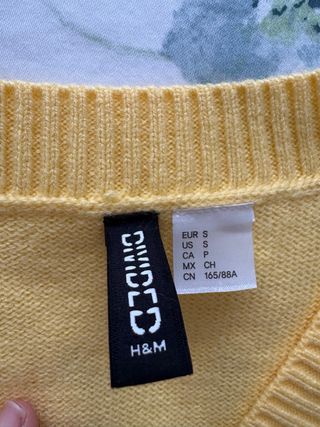 DIVIDED
H&M
EUR S
US S
CA P
MX CH
CN 165/88A